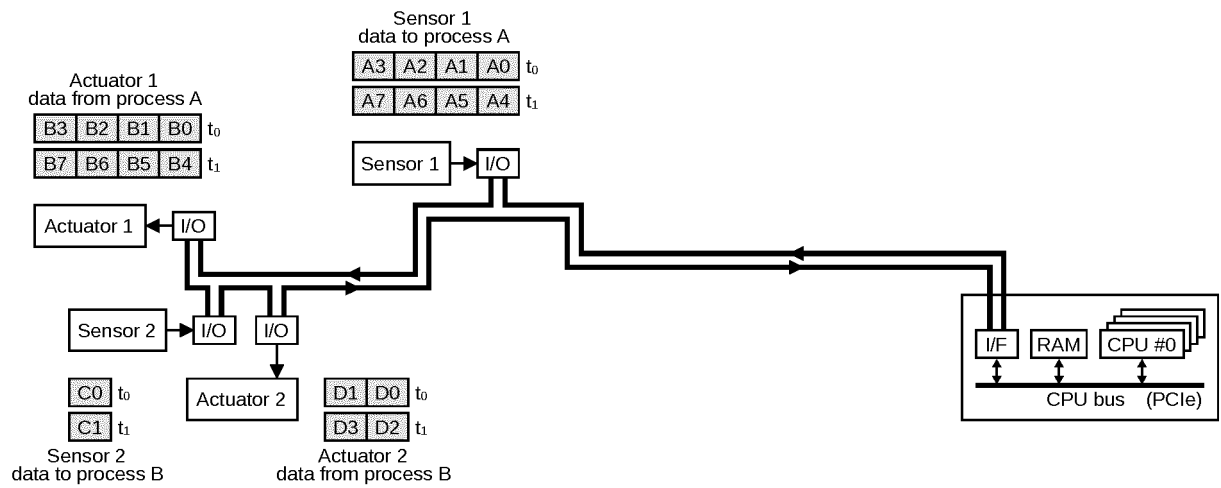 Sensor 1
data to process A
A3 A2 A1 A0 t0
A7 A6 A5 A4 t1
Actuator 1
data from process A
B3 B2 B1 B0 t0
B7 B6 B5 B4 t1
Sensor 1 I/O
Actuator 1 I/O
Sensor 2 I/O I/O
I/F RAM CPU #0
CPU bus (PCIe)
Actuator 2
C0 t0
C1 t1
Sensor 2
data to process B
D1 D0 t0
D3 D2 t1
Actuator 2
data from process B